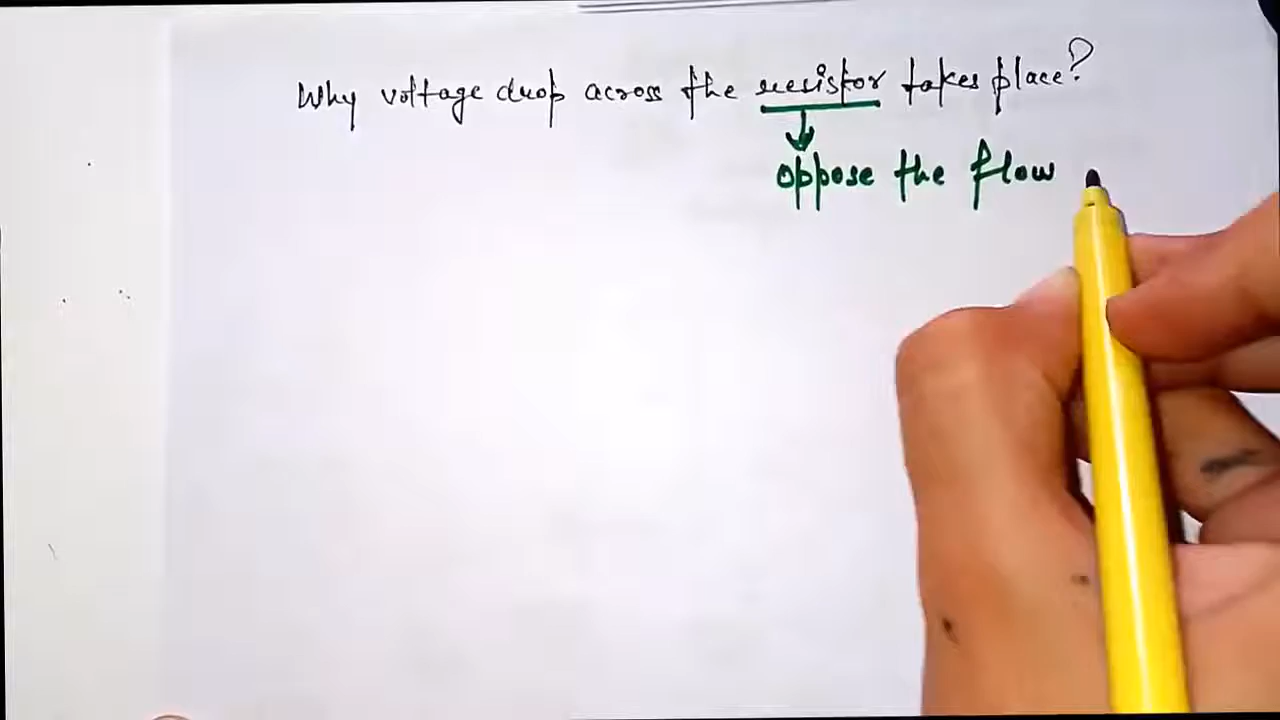 Why voltage drop across the resistor takes place?
oppose the flow